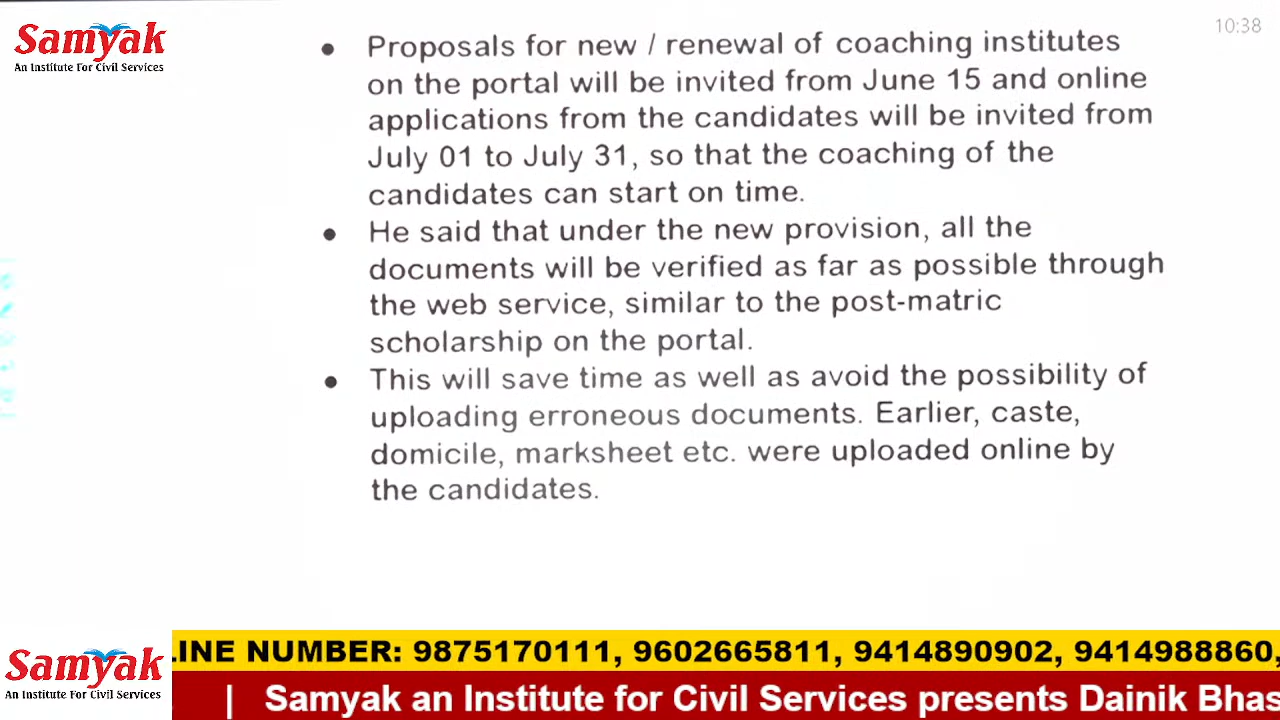 Samyak
An Institute For Civil Services
10:38
● Proposals for new / renewal of coaching institutes
on the portal will be invited from June 15 and online
applications from the candidates will be invited from
July 01 to July 31, so that the coaching of the
candidates can start on time.
● He said that under the new provision, all the
documents will be verified as far as possible through
the web service, similar to the post-matric
scholarship on the portal.
● This will save time as well as avoid the possibility of
uploading erroneous documents. Earlier, caste,
domicile, marksheet etc. were uploaded online by
the candidates.
Samyak
An Institute For Civil Services
LINE NUMBER: 9875170111, 9602665811, 9414890902, 9414988860,
| Samyak an Institute for Civil Services presents Dainik Bhas